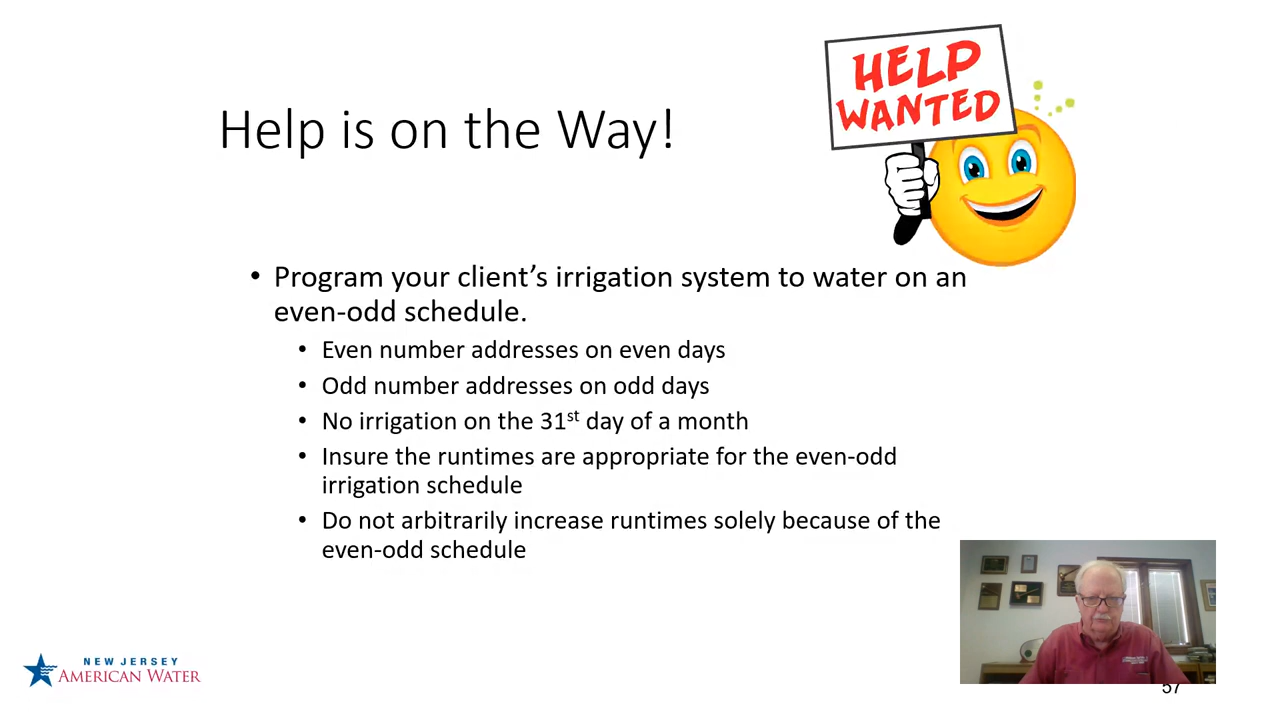 HELP
WANTED
Help is on the Way!
• Program your client's irrigation system to water on an
even-odd schedule.
• Even number addresses on even days
• Odd number addresses on odd days
• No irrigation on the 31st day of a month
• Insure the runtimes are appropriate for the even-odd
irrigation schedule
• Do not arbitrarily increase runtimes solely because of the
even-odd schedule
NEW JERSEY
AMERICAN WATER
57